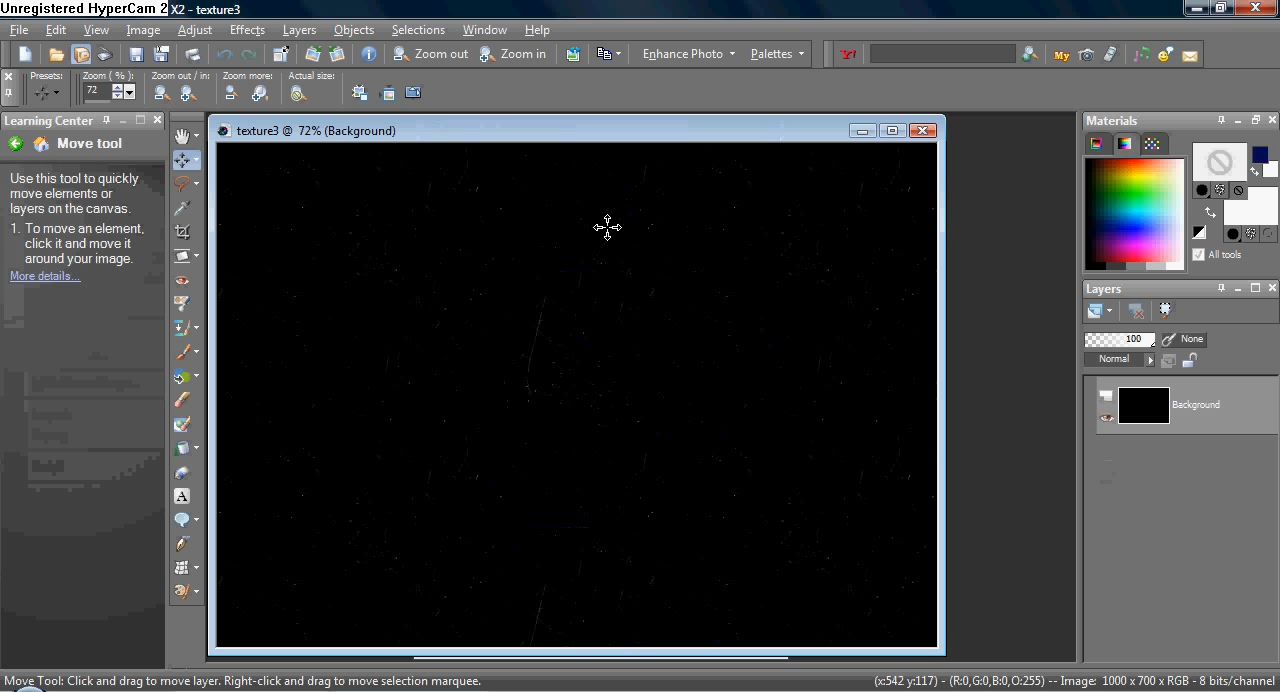 Unregistered HyperCam 2 X2 - texture3
File Edit View Image Adjust Effects Layers Objects Selections Window Help
Zoom out Zoom in Enhance Photo Palettes Y! My
Presets: Zoom ( % ): Zoom out / in: Zoom more: Actual size:
72
Learning Center
Move tool
Use this tool to quickly
move elements or
layers on the canvas.
1. To move an element,
click it and move it
around your image.
More details...
A
texture3 @ 72% (Background)
Materials
All tools
Layers
100 None
Normal
Background
Move Tool: Click and drag to move layer. Right-click and drag to move selection marquee. (x:542 y:117) - (R:0,G:0,B:0,O:255) -- Image: 1000 x 700 x RGB - 8 bits/channel